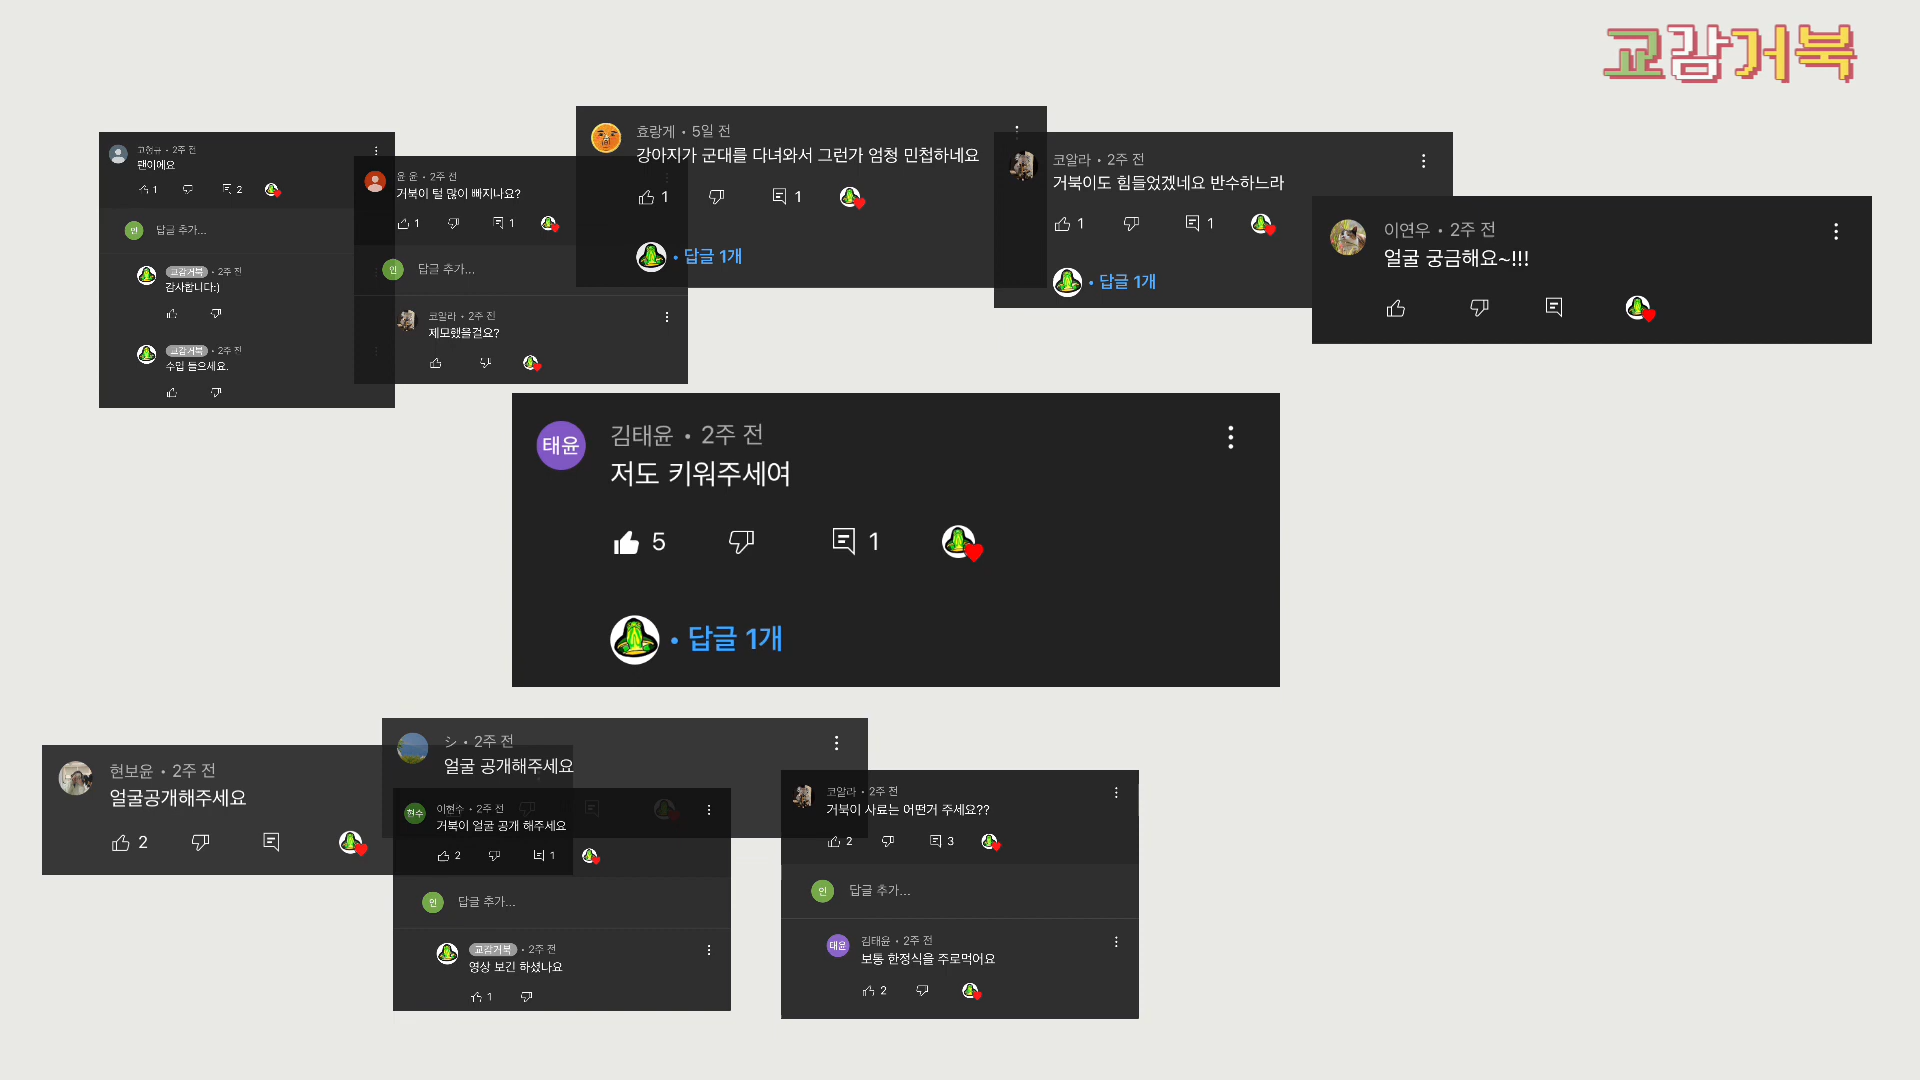 교감거북
고형규 • 2주 전
팬이에요
1
2
답글 추가...
교감거북 • 2주 전
감사합니다:)
교감거북 • 2주 전
수입 들으세요.
윤 윤 • 2주 전
거북이 털 많이 빠지나요?
1
1
인
답글 추가...
코알라 • 2주 전
제모했을걸요?
효랑게 • 5일 전
강아지가 군대를 다녀와서 그런가 엄청 민첩하네요
1
1
• 답글 1개
코알라 • 2주 전
거북이도 힘들었겠네요 반수하느라
1
1
• 답글 1개
이연우 • 2주 전
얼굴 궁금해요~!!!
태윤
김태윤 • 2주 전
저도 키워주세여
5
1
• 답글 1개
현보윤 • 2주 전
얼굴공개해주세요
2
シ • 2주 전
얼굴 공개해주세요
현수
이현수 • 2주 전
거북이 얼굴 공개 해주세요
2
1
인
답글 추가...
교감거북 • 2주 전
영상 보긴 하셨나요
1
코알라 • 2주 전
거북이 사료는 어떤거 주세요??
2
3
인
답글 추가...
태윤
김태윤 • 2주 전
보통 한정식을 주로먹어요
2